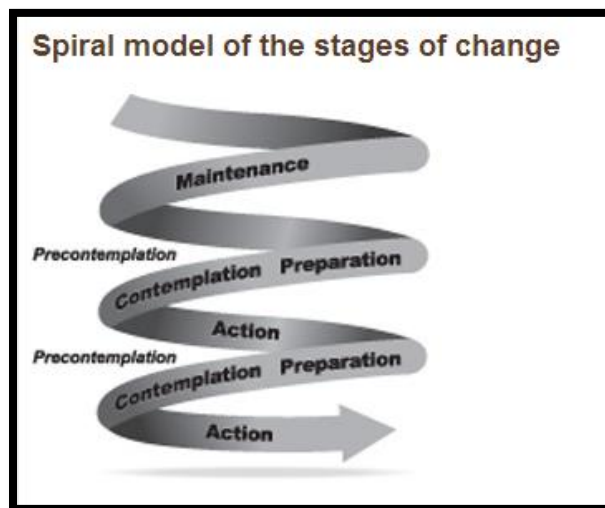 Spiral model of the stages of change
Maintenance
Precontemplation
Contemplation Preparation
Action
Precontemplation
Contemplation Preparation
Action